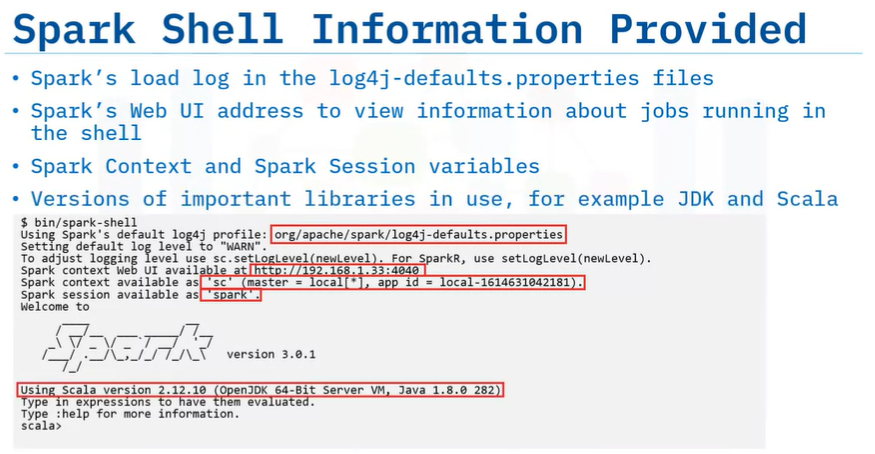 Spark Shell Information Provided
• Spark's load log in the log4j-defaults.properties files
• Spark's Web UI address to view information about jobs running in
the shell
• Spark Context and Spark Session variables
• Versions of important libraries in use, for example JDK and Scala
$ bin/spark-shell
Using Spark's default log4j profile: org/apache/spark/log4j-defaults.properties
Setting default log level to "WARN".
To adjust logging level use sc.setLogLevel(newLevel). For SparkR, use setLogLevel(newLevel).
Spark context Web UI available at http://192.168.1.33:4040
Spark context available as 'sc' (master = local[*], app id = local-1614631042181).
Spark session available as 'spark'.
Welcome to
Spark version 3.0.1
Using Scala version 2.12.10 (OpenJDK 64-Bit Server VM, Java 1.8.0 282)
Type in expressions to have them evaluated.
Type :help for more information.
scala>